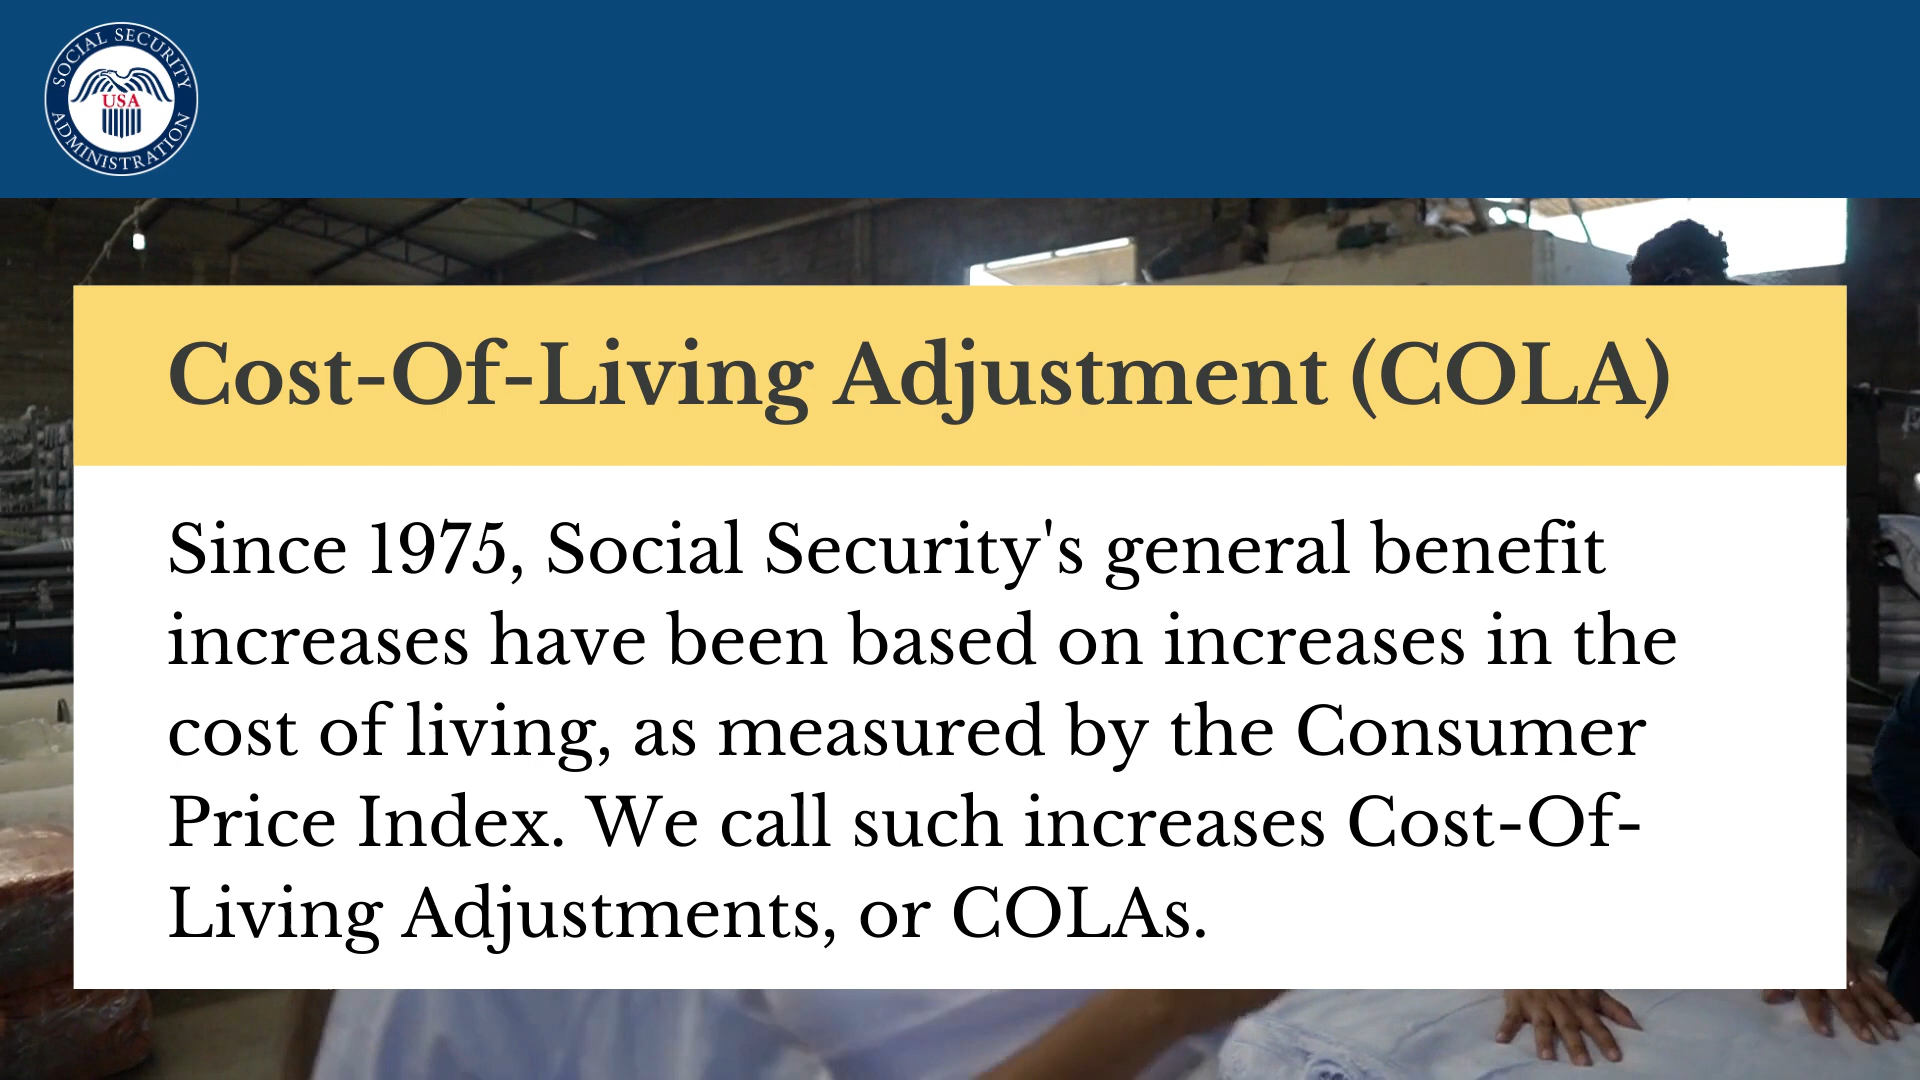 SOCIAL SECURITY
USA
ADMINISTRATION
Cost-Of-Living Adjustment (COLA)
Since 1975, Social Security's general benefit
increases have been based on increases in the
cost of living, as measured by the Consumer
Price Index. We call such increases Cost-Of-
Living Adjustments, or COLAs.